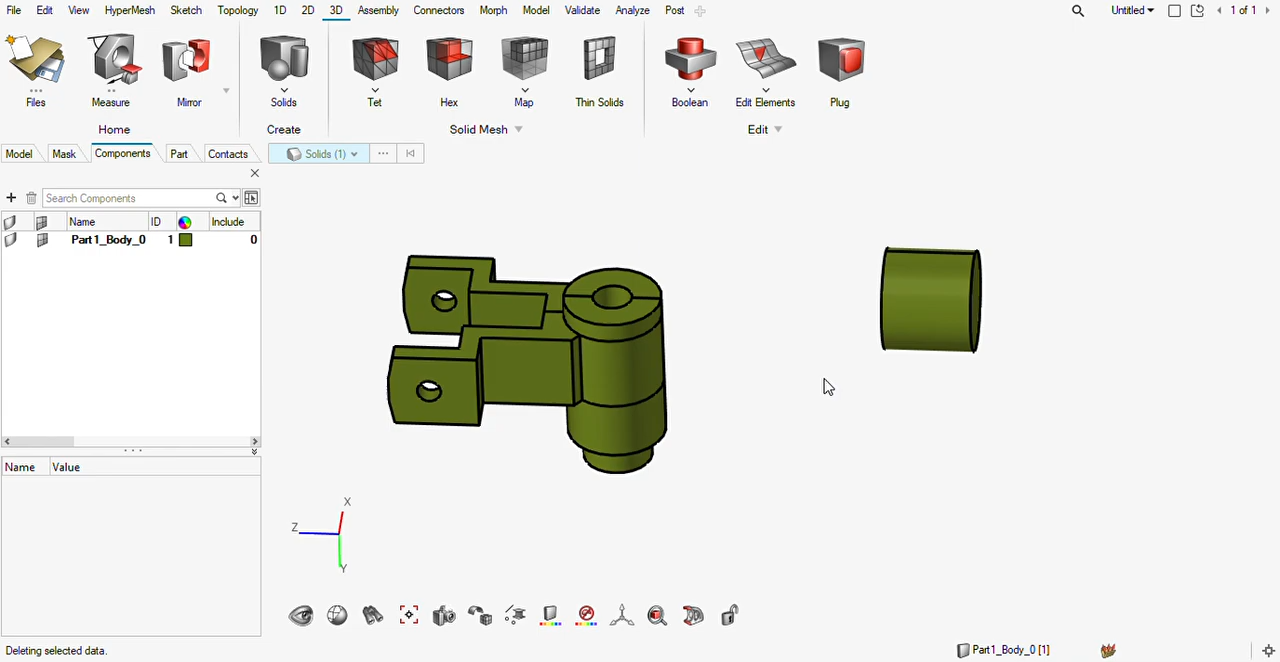 File Edit View HyperMesh Sketch Topology 1D 2D 3D Assembly Connectors Morph Model Validate Analyze Post Untitled 1 of 1
Files Measure Mirror Solids Tet Hex Map Thin Solids Boolean Edit Elements Plug
Home Create Solid Mesh Edit
Model Mask Components Part Contacts Solids (1)
Search Components
Name ID Include
Part1_Body_0 1 0
Name Value
X
Z
Y
Deleting selected data. Part1_Body_0 [1]